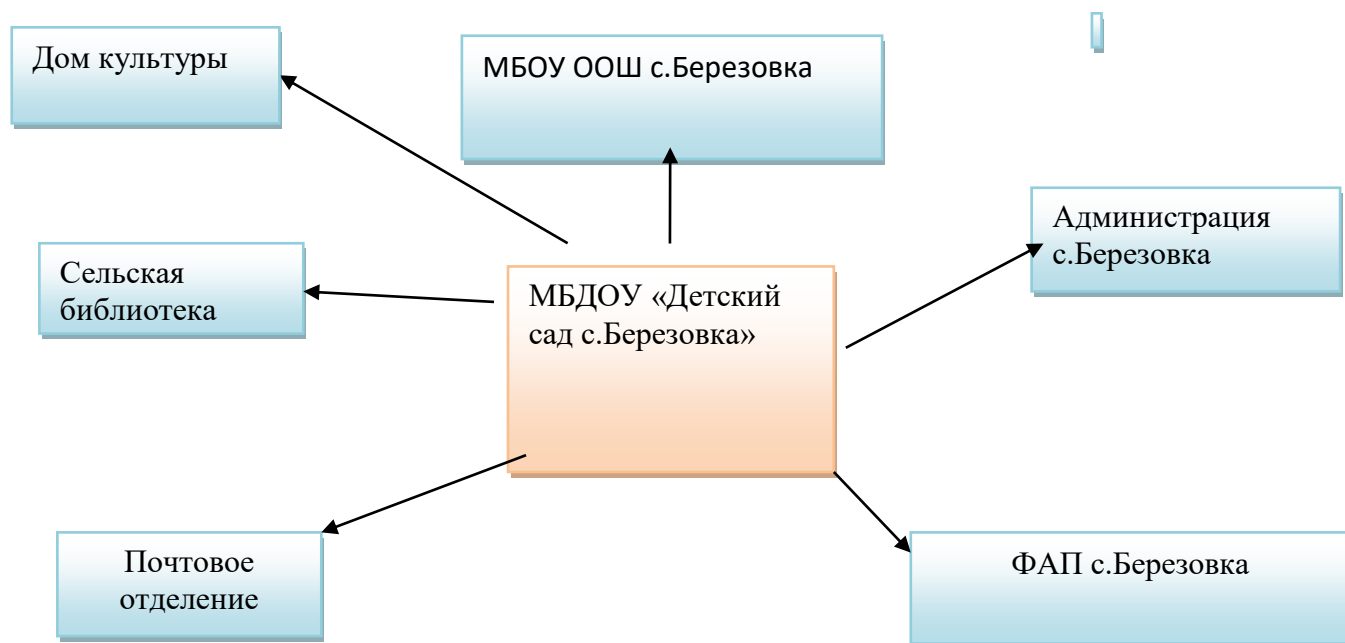 Дом культуры
МБОУ ООШ с.Березовка
Администрация
с.Березовка
Сельская
библиотека
МБДОУ «Детский
сад с.Березовка»
Почтовое
отделение
ФАП с.Березовка